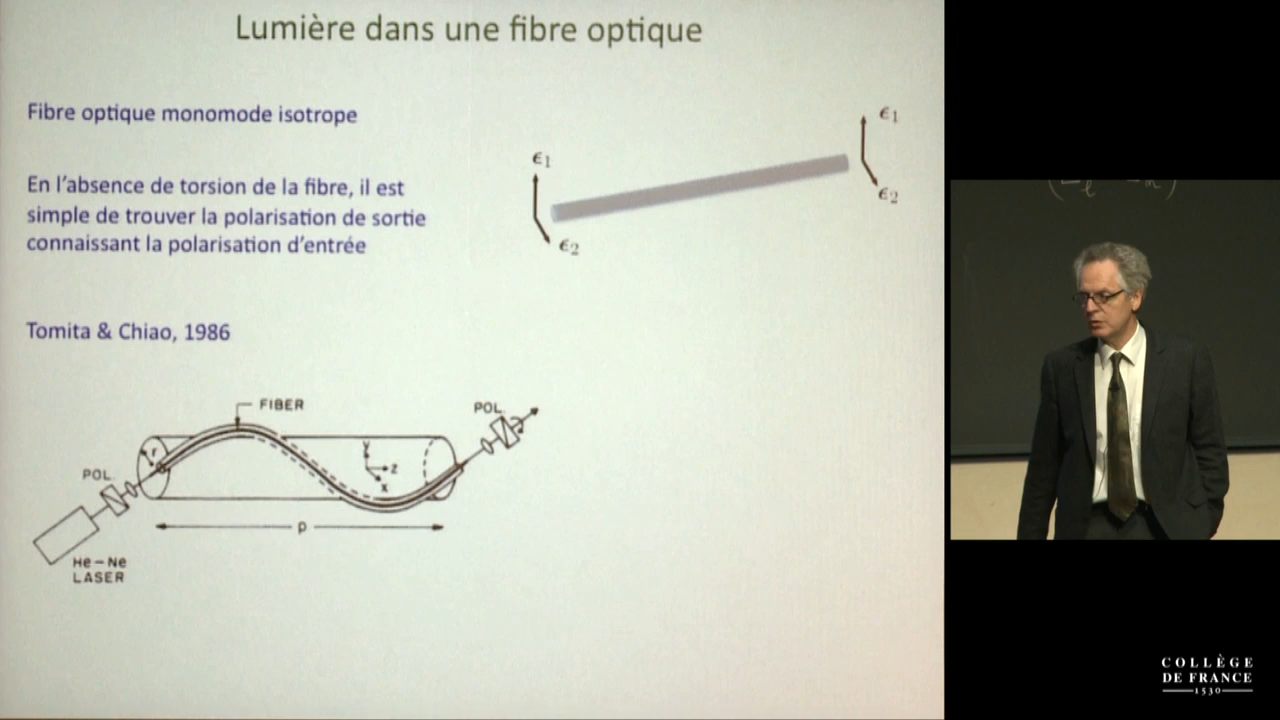 Lumière dans une fibre optique
Fibre optique monomode isotrope
En l'absence de torsion de la fibre, il est
simple de trouver la polarisation de sortie
connaissant la polarisation d'entrée
ϵ1
ϵ2
ϵ1
ϵ2
Tomita & Chiao, 1986
FIBER
POL.
r
y
z
x
POL.
p
He-Ne
LASER
COLLÈGE
DE FRANCE
1530